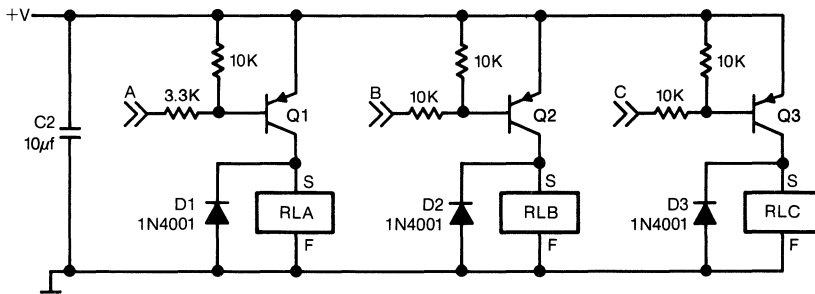 +V
10K
10K
10K
A
3.3K
B
10K
C
10K
Q1
Q2
Q3
C2
10µf
S
S
S
D1
1N4001
RLA
D2
1N4001
RLB
D3
1N4001
RLC
F
F
F